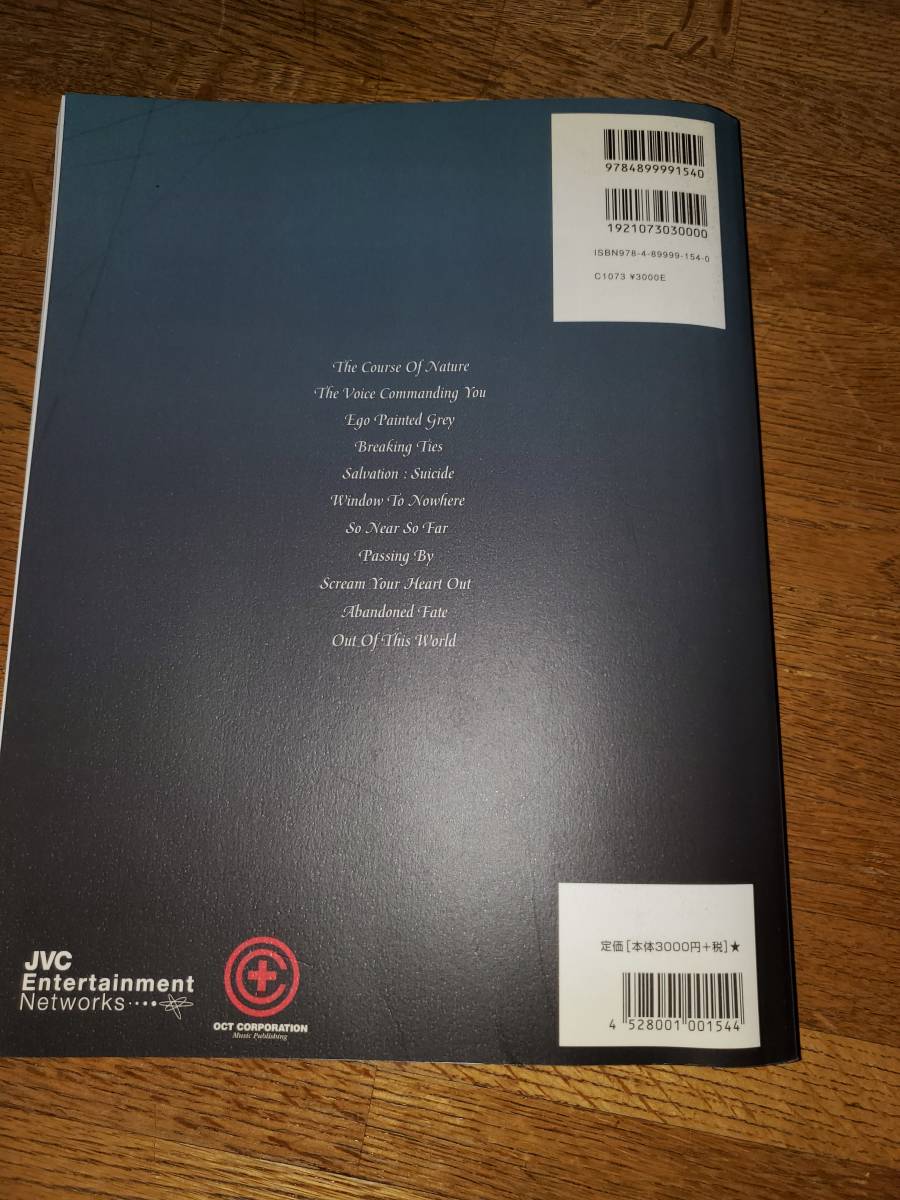 9784899991540
1921073030000
ISBN978-4-89999-154-0
C1073 ¥3000E
The Course Of Nature
The Voice Commanding You
Ego Painted Grey
Breaking Ties
Salvation : Suicide
Window To Nowhere
So Near So Far
Passing By
Scream Your Heart Out
Abandoned Fate
Out Of This World
JVC
Entertainment
Networks
OCT CORPORATION
Music Publishing
定価[本体3000円+税]★
4 528001 001544